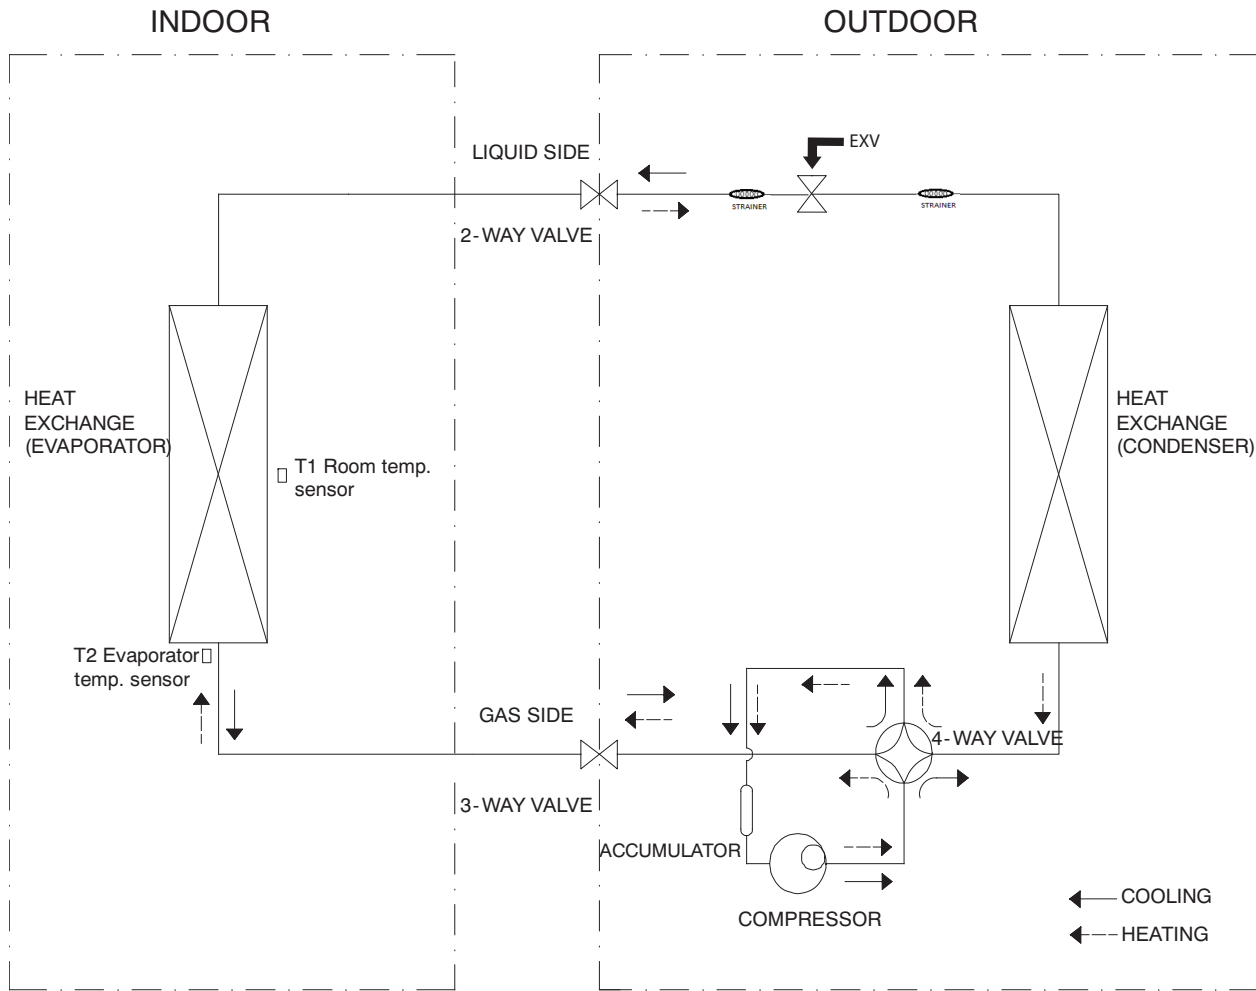 INDOOR
OUTDOOR
EXV
LIQUID SIDE
STRAINER
STRAINER
2-WAY VALVE
HEAT
EXCHANGE
(EVAPORATOR)
T1 Room temp.
sensor
HEAT
EXCHANGE
(CONDENSER)
T2 Evaporator
temp. sensor
GAS SIDE
4-WAY VALVE
3-WAY VALVE
ACCUMULATOR
COMPRESSOR
COOLING
HEATING